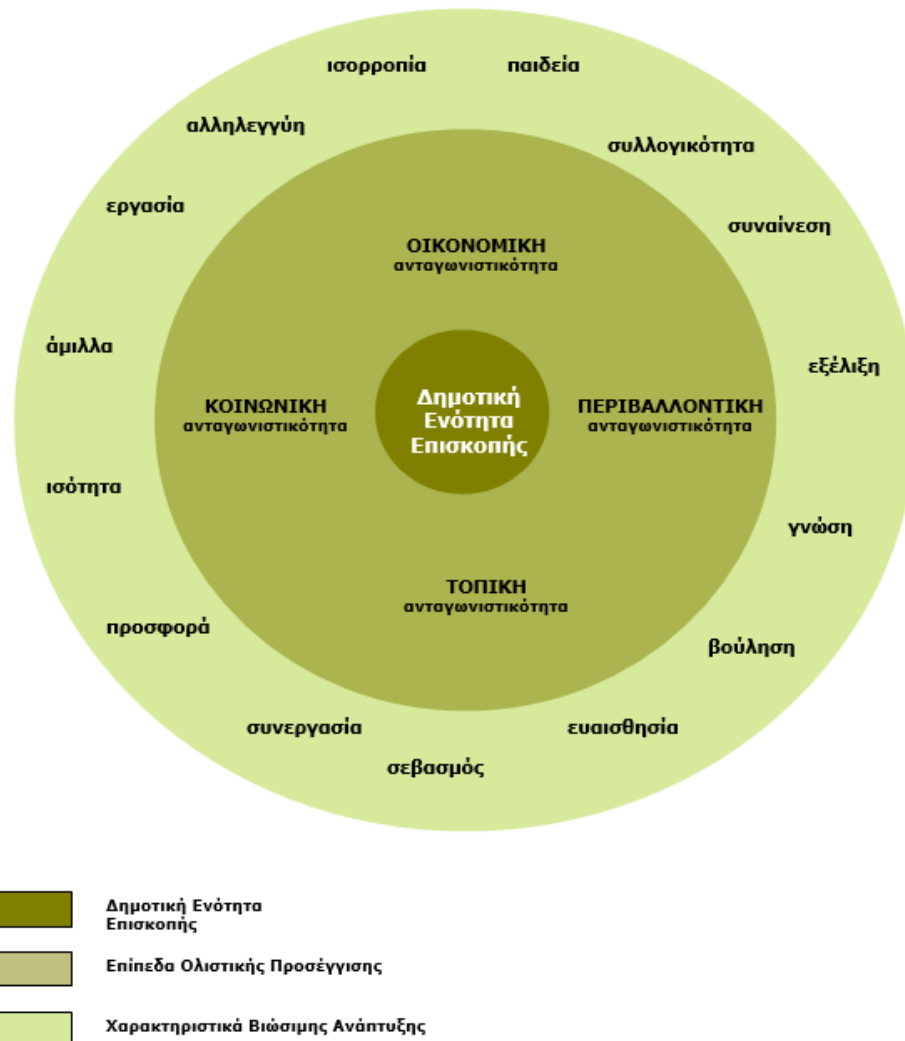 ισορροπία παιδεία
αλληλεγγύη
συλλογικότητα
εργασία
συναίνεση
ΟΙΚΟΝΟΜΙΚΗ
ανταγωνιστικότητα
άμιλλα
εξέλιξη
ΚΟΙΝΩΝΙΚΗ
ανταγωνιστικότητα
Δημοτική
Ενότητα
Επισκοπής
ΠΕΡΙΒΑΛΛΟΝΤΙΚΗ
ανταγωνιστικότητα
ισότητα
γνώση
ΤΟΠΙΚΗ
ανταγωνιστικότητα
προσφορά
βούληση
συνεργασία
ευαισθησία
σεβασμός
Δημοτική Ενότητα
Επισκοπής
Επίπεδα Ολιστικής Προσέγγισης
Χαρακτηριστικά Βιώσιμης Ανάπτυξης